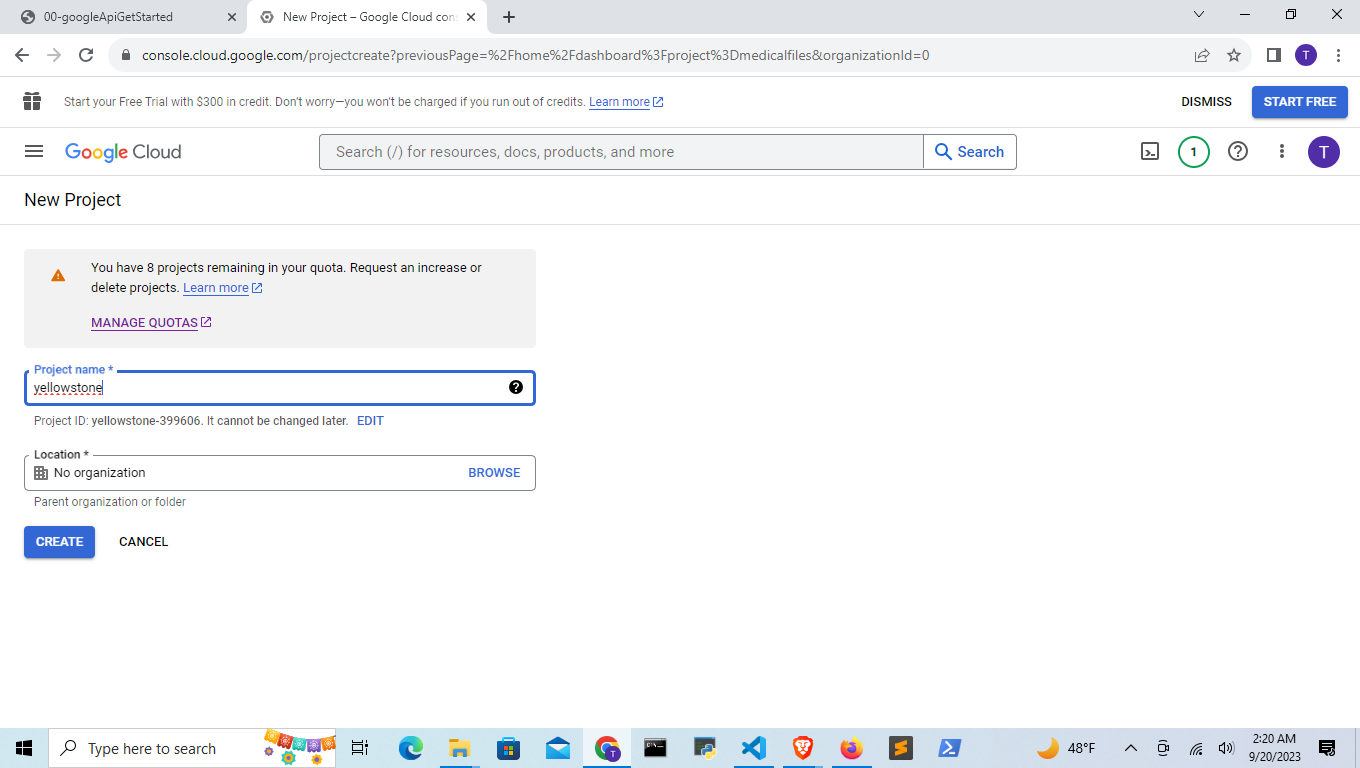 00-googleApiGetStarted
New Project – Google Cloud con
console.cloud.google.com/projectcreate?previousPage=%2Fhome%2Fdashboard%3Fproject%3Dmedicalfiles&organizationId=0
T
Start your Free Trial with $300 in credit. Don't worry—you won't be charged if you run out of credits. Learn more
DISMISS
START FREE
Google Cloud
Search (/) for resources, docs, products, and more
Search
1
T
New Project
You have 8 projects remaining in your quota. Request an increase or
delete projects. Learn more
MANAGE QUOTAS
Project name *
yellowstone
Project ID: yellowstone-399606. It cannot be changed later. EDIT
Location *
No organization
BROWSE
Parent organization or folder
CREATE
CANCEL
Type here to search
T
48°F
2:20 AM
9/20/2023